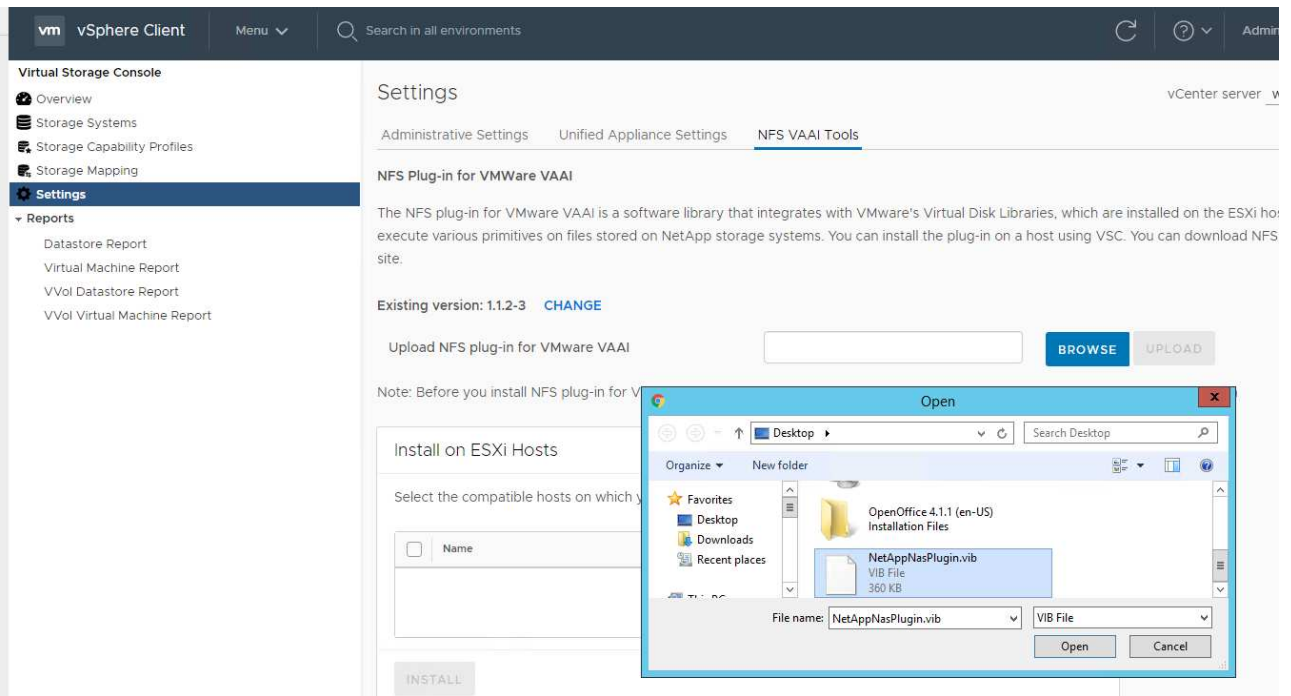 vm vSphere Client Menu Search in all environments
Virtual Storage Console
Overview
Storage Systems
Storage Capability Profiles
Storage Mapping
Settings
Reports
Datastore Report
Virtual Machine Report
VVol Datastore Report
VVol Virtual Machine Report
Settings
vCenter server
Administrative Settings Unified Appliance Settings NFS VAAI Tools
NFS Plug-in for VMWare VAAI
The NFS plug-in for VMware VAAI is a software library that integrates with VMware's Virtual Disk Libraries, which are installed on the ESXi
execute various primitives on files stored on NetApp storage systems. You can install the plug-in on a host using VSC. You can download NFS
site.
Existing version: 1.1.2-3 CHANGE
Upload NFS plug-in for VMware VAAI BROWSE UPLOAD
Note: Before you install NFS plug-in for
Install on ESXi Hosts
Select the compatible hosts on which
Name
INSTALL
Open x
Desktop Search Desktop
Organize New folder
Favorites
Desktop
Downloads
Recent places
OpenOffice 4.1.1 (en-US)
Installation Files
NetAppNasPlugin.vib
VIB File
360 KB
File name: NetAppNasPlugin.vib VIB File
Open Cancel